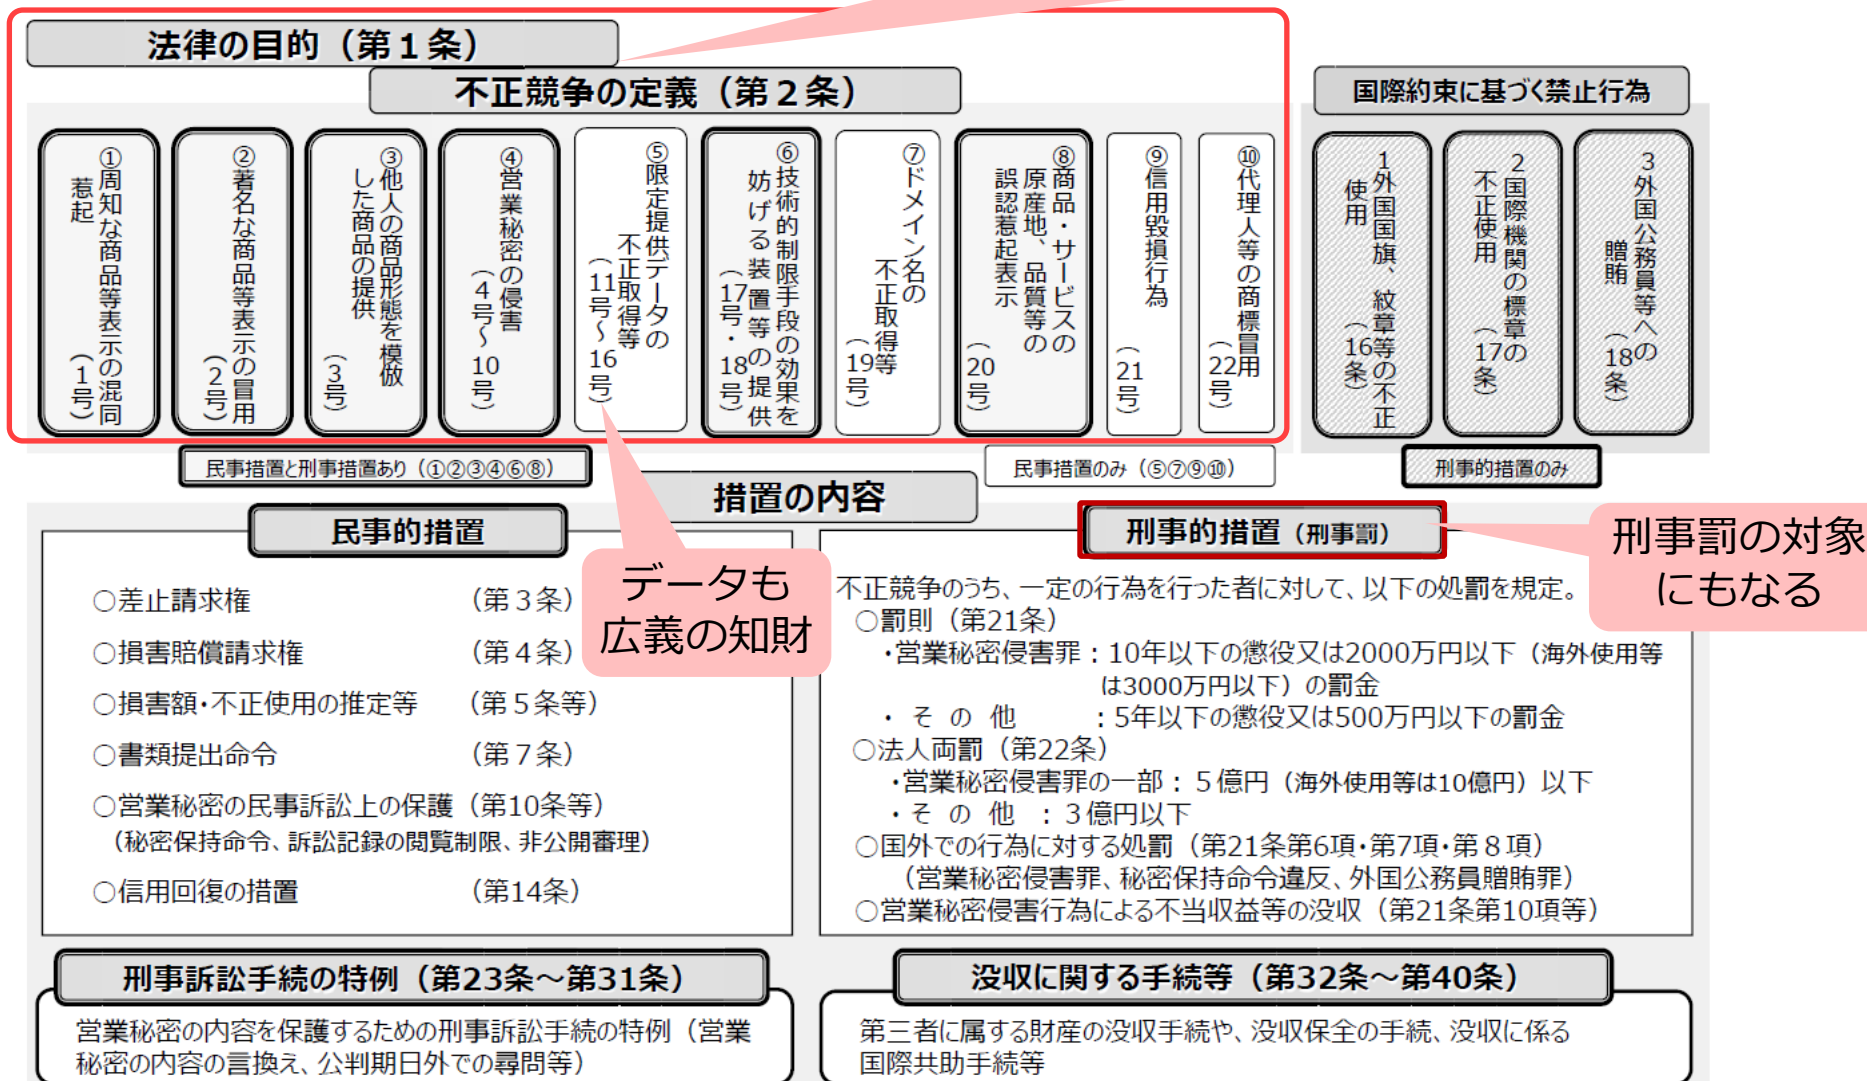 法律の目的（第１条）
不正競争の定義（第２条）
①周知な商品等表示の混同
惹起
（１号）
②著名な商品等表示の冒用
（２号）
③他人の商品形態を模倣
した商品の提供
（３号）
④営業秘密の侵害
（４号～10号）
⑤限定提供データの
不正取得等
（11号～16号）
⑥技術的制限手段の効果を
妨げる装置等の提供
（17号・18号）
⑦ドメイン名の
不正取得等
（19号）
⑧商品・サービスの
原産地、品質等の
誤認惹起表示
（20号）
⑨信用毀損行為
（21号）
⑩代理人等の商標冒用
（22号）
国際約束に基づく禁止行為
１外国国旗、紋章等の不正
使用
（16条）
２国際機関の標章の
不正使用
（17条）
３外国公務員等への
贈賄
（18条）
民事措置と刑事措置あり（①②③④⑥⑧）
民事措置のみ（⑤⑦⑨⑩）
刑事的措置のみ
措置の内容
民事的措置
○差止請求権 （第３条）
○損害賠償請求権 （第４条）
○損害額・不正使用の推定等 （第５条等）
○書類提出命令 （第７条）
○営業秘密の民事訴訟上の保護（第10条等）
（秘密保持命令、訴訟記録の閲覧制限、非公開審理）
○信用回復の措置 （第14条）
データも
広義の知財
刑事的措置（刑事罰）
刑事罰の対象
にもなる
不正競争のうち、一定の行為を行った者に対して、以下の処罰を規定。
○罰則（第21条）
・営業秘密侵害罪：10年以下の懲役又は2000万円以下（海外使用等
は3000万円以下）の罰金
・そ の 他 ：5年以下の懲役又は500万円以下の罰金
○法人両罰（第22条）
・営業秘密侵害罪の一部：５億円（海外使用等は10億円）以下
・そ の 他 ：３億円以下
○国外での行為に対する処罰（第21条第6項・第7項・第８項）
（営業秘密侵害罪、秘密保持命令違反、外国公務員贈賄罪）
○営業秘密侵害行為による不当収益等の没収（第21条第10項等）
刑事訴訟手続の特例（第23条～第31条）
営業秘密の内容を保護するための刑事訴訟手続の特例（営業
秘密の内容の言換え、公判期日外での尋問等）
没収に関する手続等（第32条～第40条）
第三者に属する財産の没収手続や、没収保全の手続、没収に係る
国際共助手続等